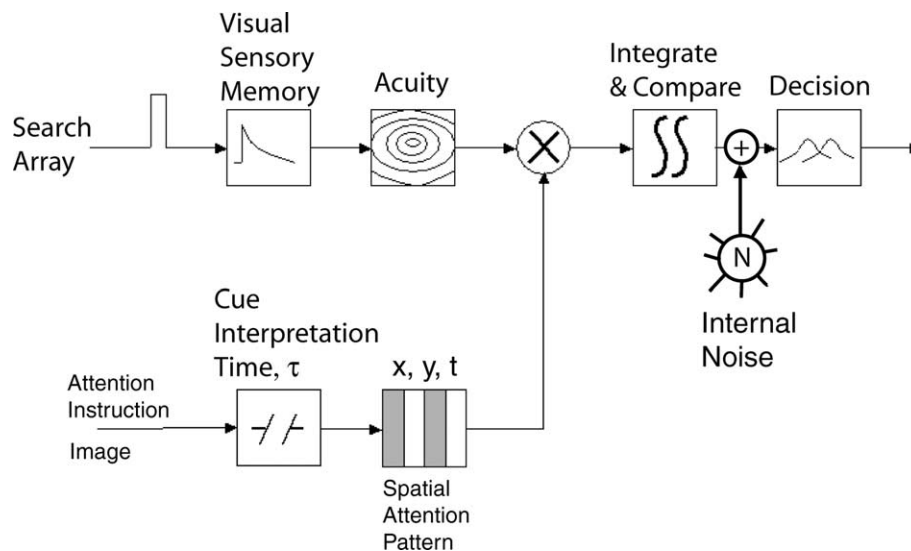 Visual
Sensory
Memory
Acuity
Integrate
& Compare
Decision
Search
Array
+
N
Internal
Noise
Cue
Interpretation
Time, τ
x, y, t
Attention
Instruction
Image
Spatial
Attention
Pattern